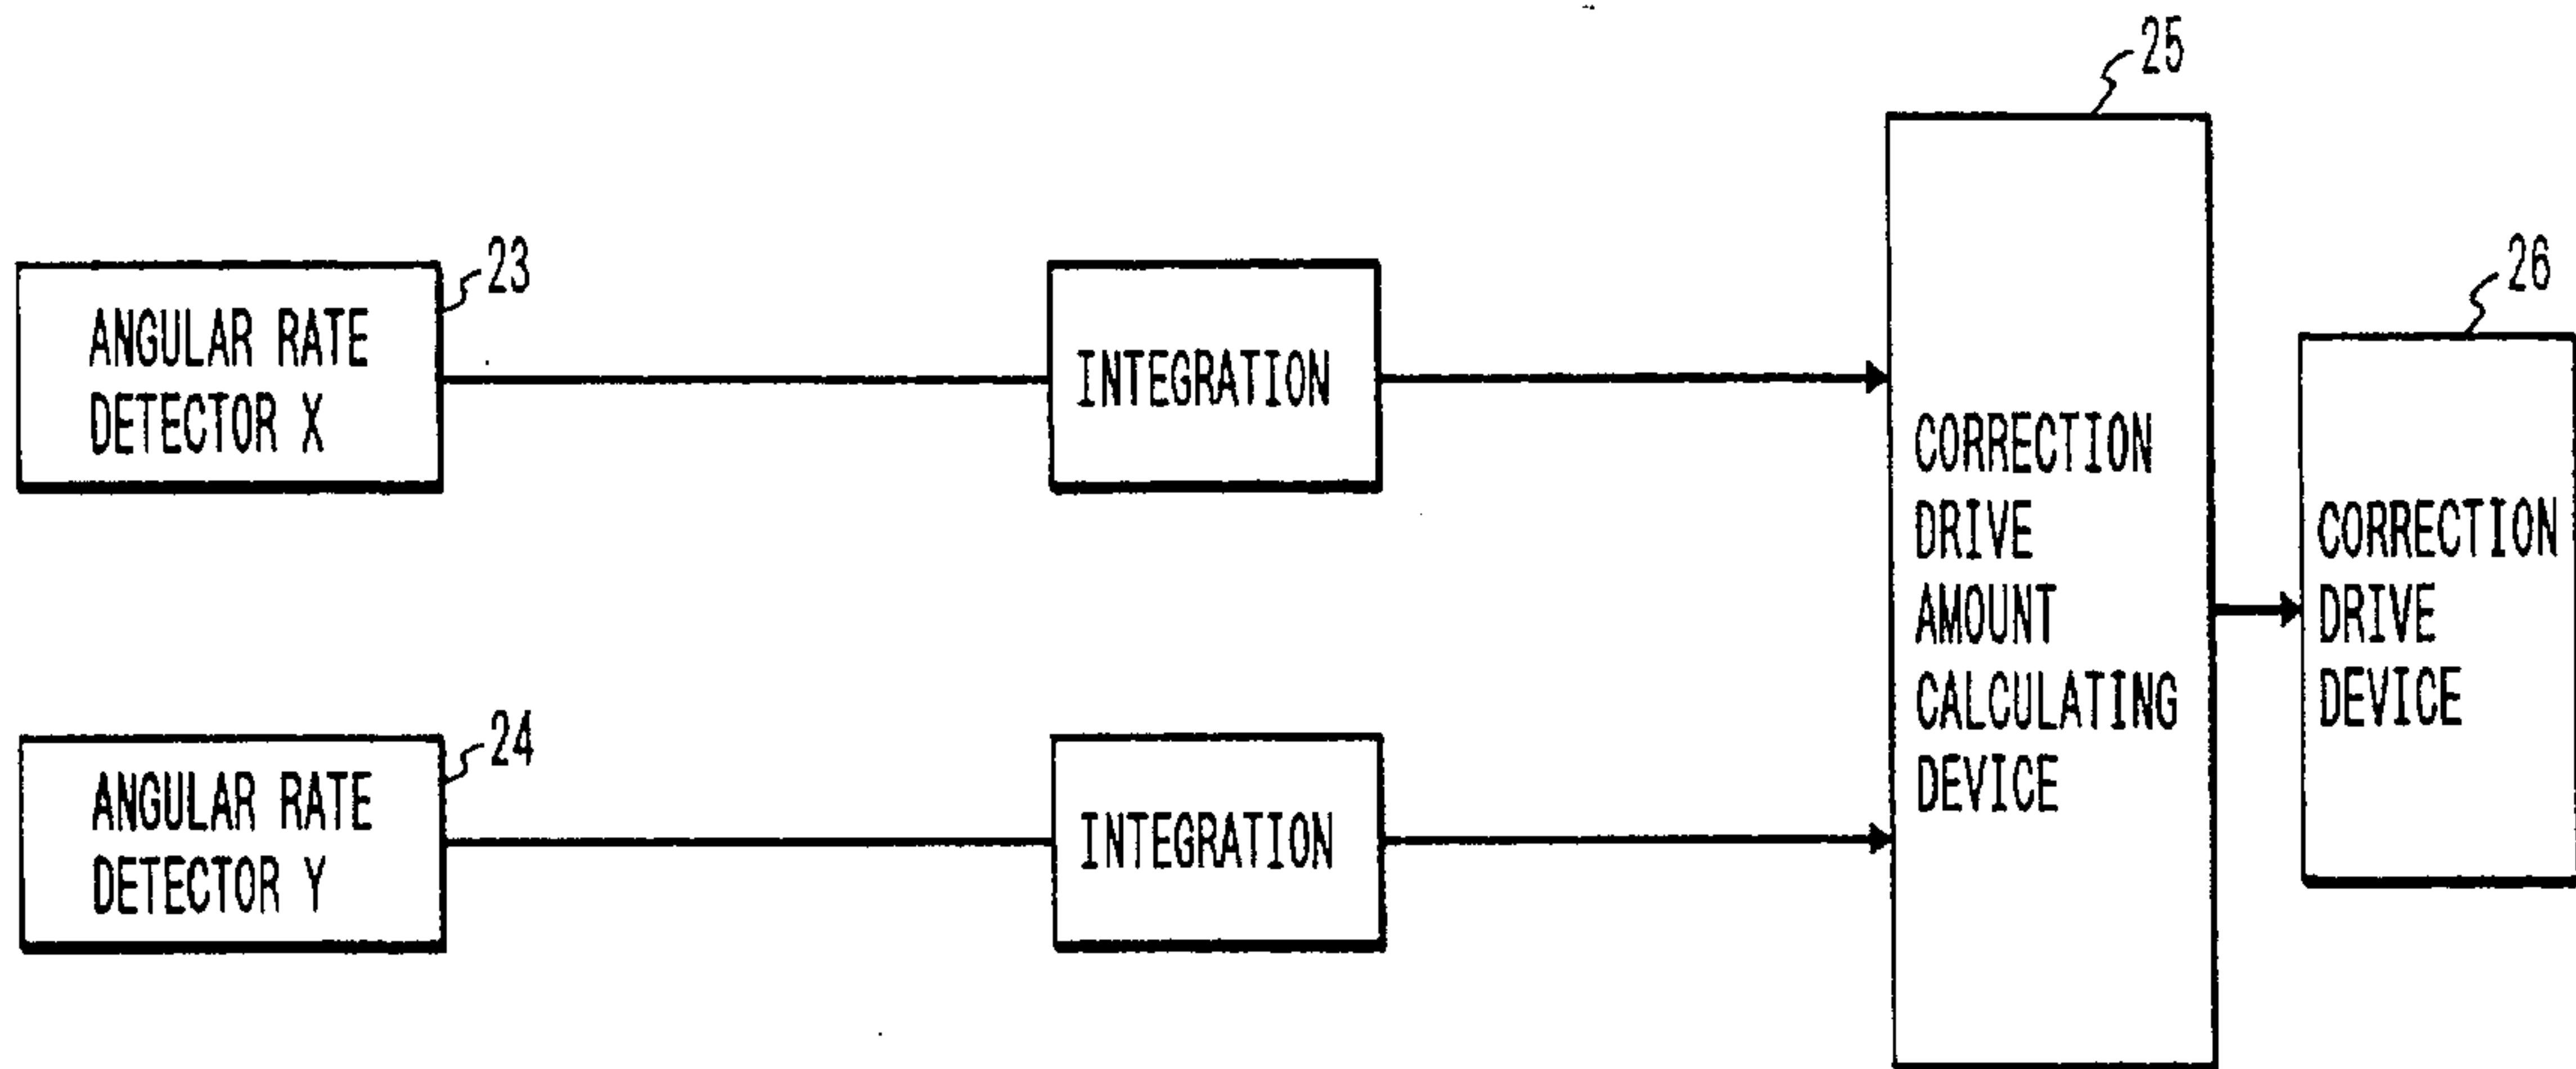 23
ANGULAR RATE
DETECTOR X
INTEGRATION
24
ANGULAR RATE
DETECTOR Y
INTEGRATION
25
CORRECTION
DRIVE
AMOUNT
CALCULATING
DEVICE
26
CORRECTION
DRIVE
DEVICE